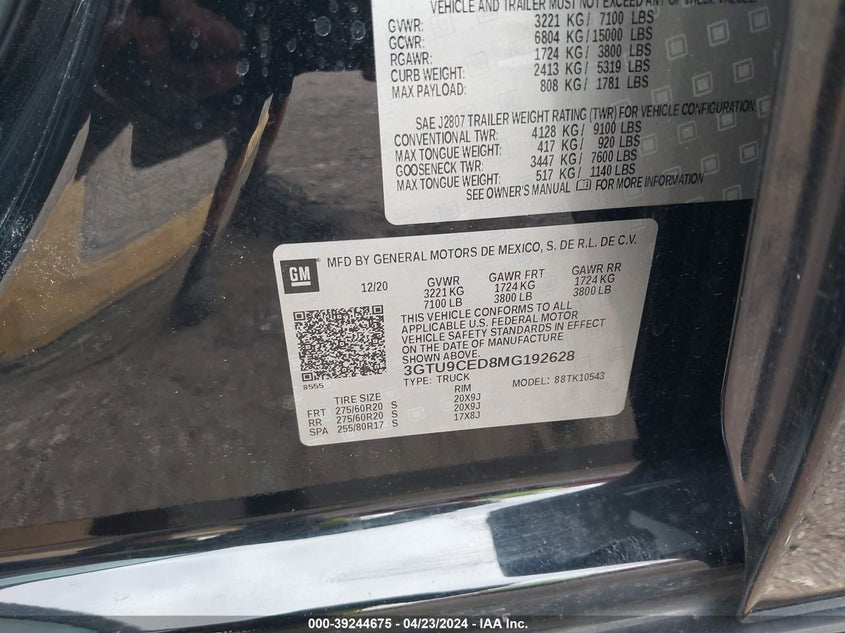 VEHICLE AND TRAILER MUST NOT EXCEED ANY OF THESE VALUES.
GVWR: 3221 KG / 7100 LBS
GCWR: 6804 KG / 15000 LBS
RGAWR: 1724 KG / 3800 LBS
CURB WEIGHT: 2413 KG / 5319 LBS
MAX PAYLOAD: 808 KG / 1781 LBS
SAE J2807 TRAILER WEIGHT RATING (TWR) FOR VEHICLE CONFIGURATION
CONVENTIONAL TWR: 4128 KG / 9100 LBS
MAX TONGUE WEIGHT: 417 KG / 920 LBS
GOOSENECK TWR: 3447 KG / 7600 LBS
MAX TONGUE WEIGHT: 517 KG / 1140 LBS
SEE OWNER'S MANUAL FOR MORE INFORMATION
GM
MFD BY GENERAL MOTORS DE MEXICO, S. DE R.L. DE C.V.
12/20 GVWR GAWR FRT GAWR RR
3221 KG 1724 KG 1724 KG
7100 LB 3800 LB 3800 LB
THIS VEHICLE CONFORMS TO ALL
APPLICABLE U.S. FEDERAL MOTOR
VEHICLE SAFETY STANDARDS IN EFFECT
ON THE DATE OF MANUFACTURE
SHOWN ABOVE.
3GTU9CED8MG192628
8555
TYPE: TRUCK MODEL: 88TK10543
TIRE SIZE RIM
FRT 275/60R20 S 20X9J
RR 275/60R20 S 20X9J
SPA 255/80R17 S 17X8J
000-39244675 / 04/23/2024 - IAA